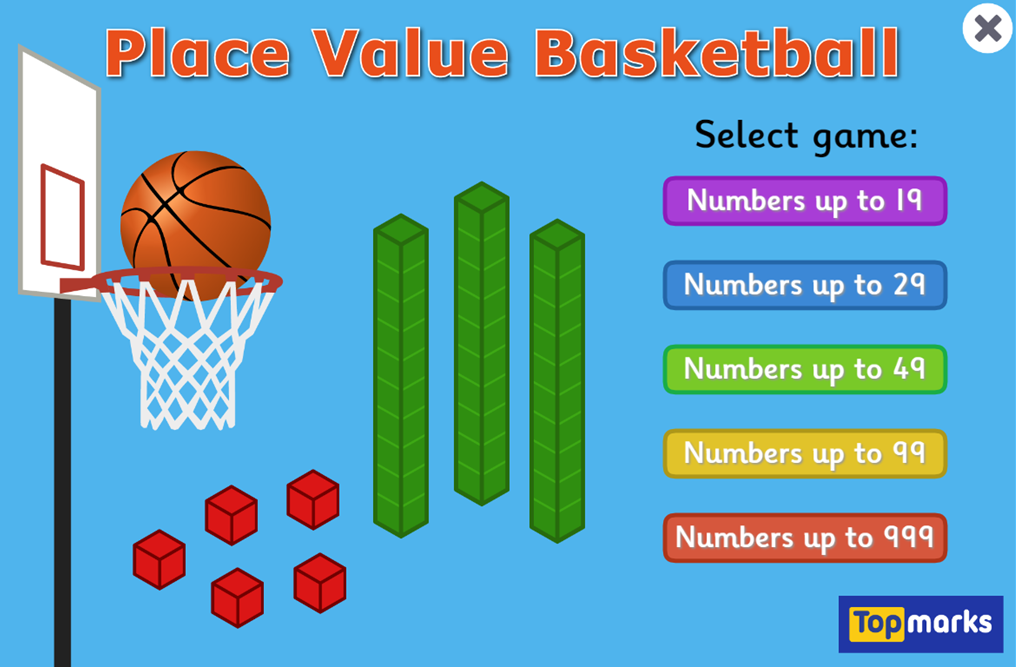 Place Value Basketball
Select game:
Numbers up to 19
Numbers up to 29
Numbers up to 49
Numbers up to 99
Numbers up to 999
Topmarks